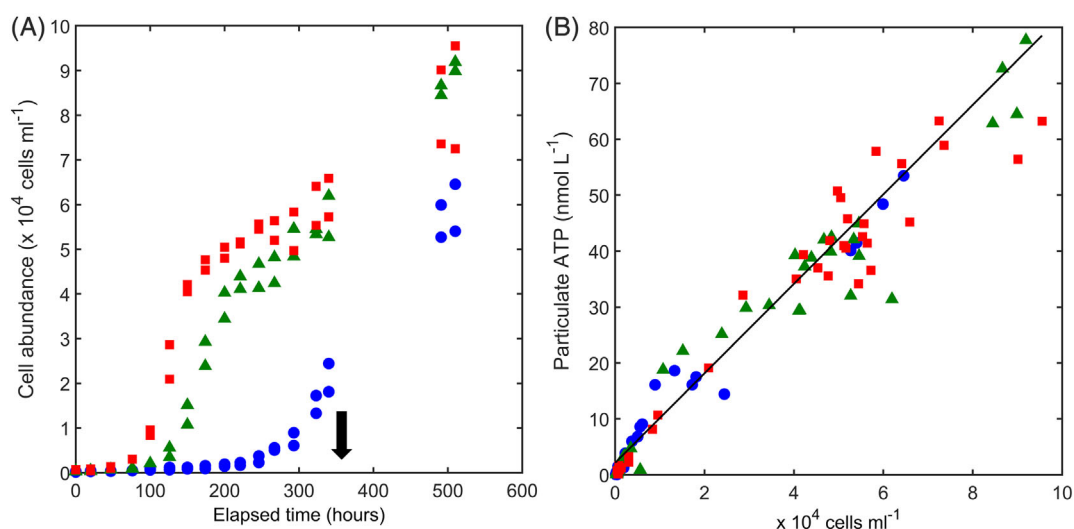 (A)
10
9
8
7
6
5
4
3
2
1
0
Cell abundance (x 10⁴ cells ml⁻¹)
0 100 200 300 400 500 600
Elapsed time (hours)
(B)
80
70
60
50
40
30
20
10
0
Particulate ATP (nmol L⁻¹)
0 2 4 6 8 10
x 10⁴ cells ml⁻¹